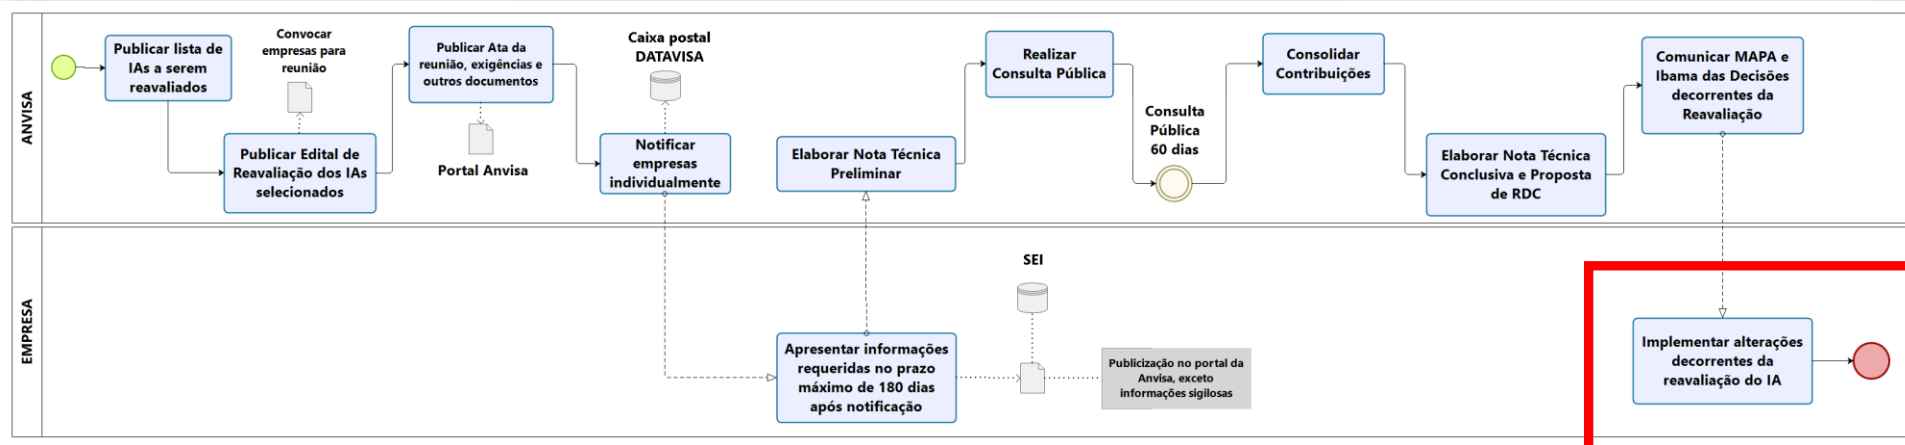 ANVISA
Publicar lista de
IAs a serem
reavaliados
Convocar
empresas para
reunião
Publicar Edital de
Reavaliação dos IAs
selecionados
Publicar Ata da
reunião, exigências e
outros documentos
Portal Anvisa
Caixa postal
DATAVISA
Notificar
empresas
individualmente
Elaborar Nota Técnica
Preliminar
Realizar
Consulta Pública
Consulta
Pública
60 dias
Consolidar
Contribuições
Elaborar Nota Técnica
Conclusiva e Proposta
de RDC
Comunicar MAPA e
Ibama das Decisões
decorrentes da
Reavaliação
EMPRESA
Apresentar informações
requeridas no prazo
máximo de 180 dias
após notificação
SEI
Publicização no portal da
Anvisa, exceto
informações sigilosas
Implementar alterações
decorrentes da
reavaliação do IA